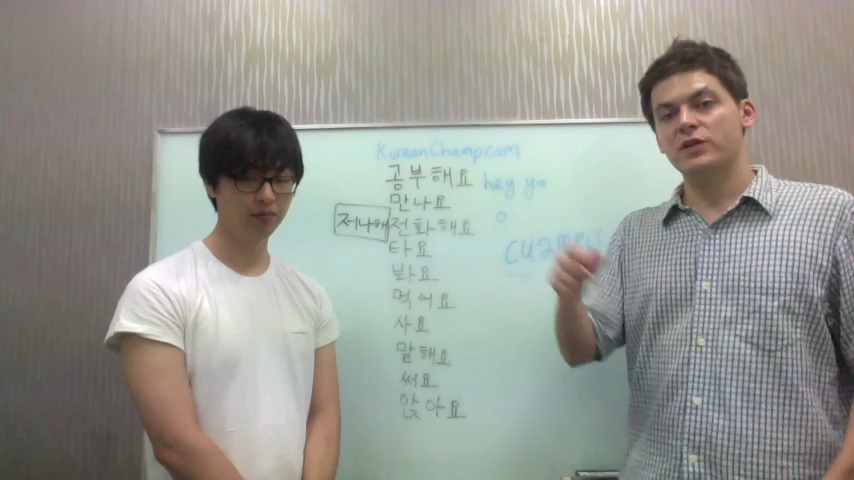 KoreanChamp.com
공부해요 hey yo
만나요
저나해 전화해요 o
타요
봐요
먹어요
사요
말해요
써요
앉아요